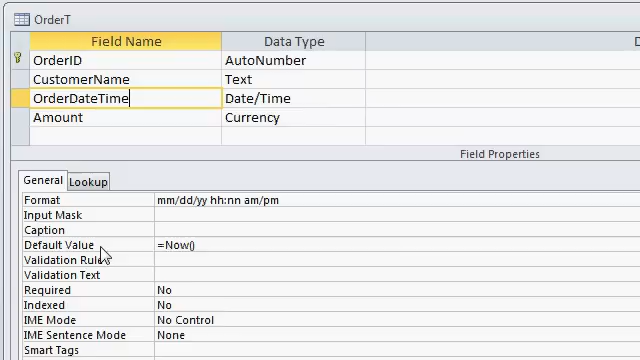 OrderT
Field Name Data Type D
OrderID AutoNumber
CustomerName Text
OrderDateTime Date/Time
Amount Currency
Field Properties
General Lookup
Format mm/dd/yy hh:nn am/pm
Input Mask
Caption
Default Value =Now()
Validation Rule
Validation Text
Required No
Indexed No
IME Mode No Control
IME Sentence Mode None
Smart Tags